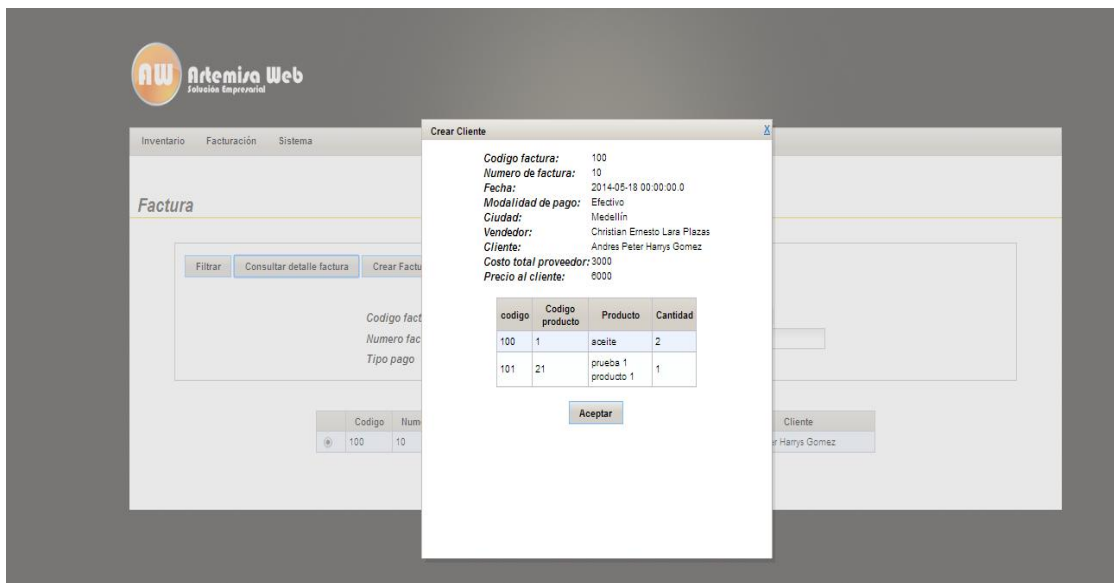 AW Artemisa Web
Solución Empresarial
Inventario Facturación Sistema
Factura
Filtrar Consultar detalle factura Crear Factu
Codigo fact
Numero fac
Tipo pago
Codigo Num Cliente
100 10 ar Harrys Gomez
Crear Cliente X
Codigo factura: 100
Numero de factura: 10
Fecha: 2014-05-18 00:00:00.0
Modalidad de pago: Efectivo
Ciudad: Medellín
Vendedor: Christian Ernesto Lara Plazas
Cliente: Andres Peter Harrys Gomez
Costo total proveedor: 3000
Precio al cliente: 6000
codigo Codigo producto Producto Cantidad
100 1 aceite 2
101 21 prueba 1 producto 1 1
Aceptar